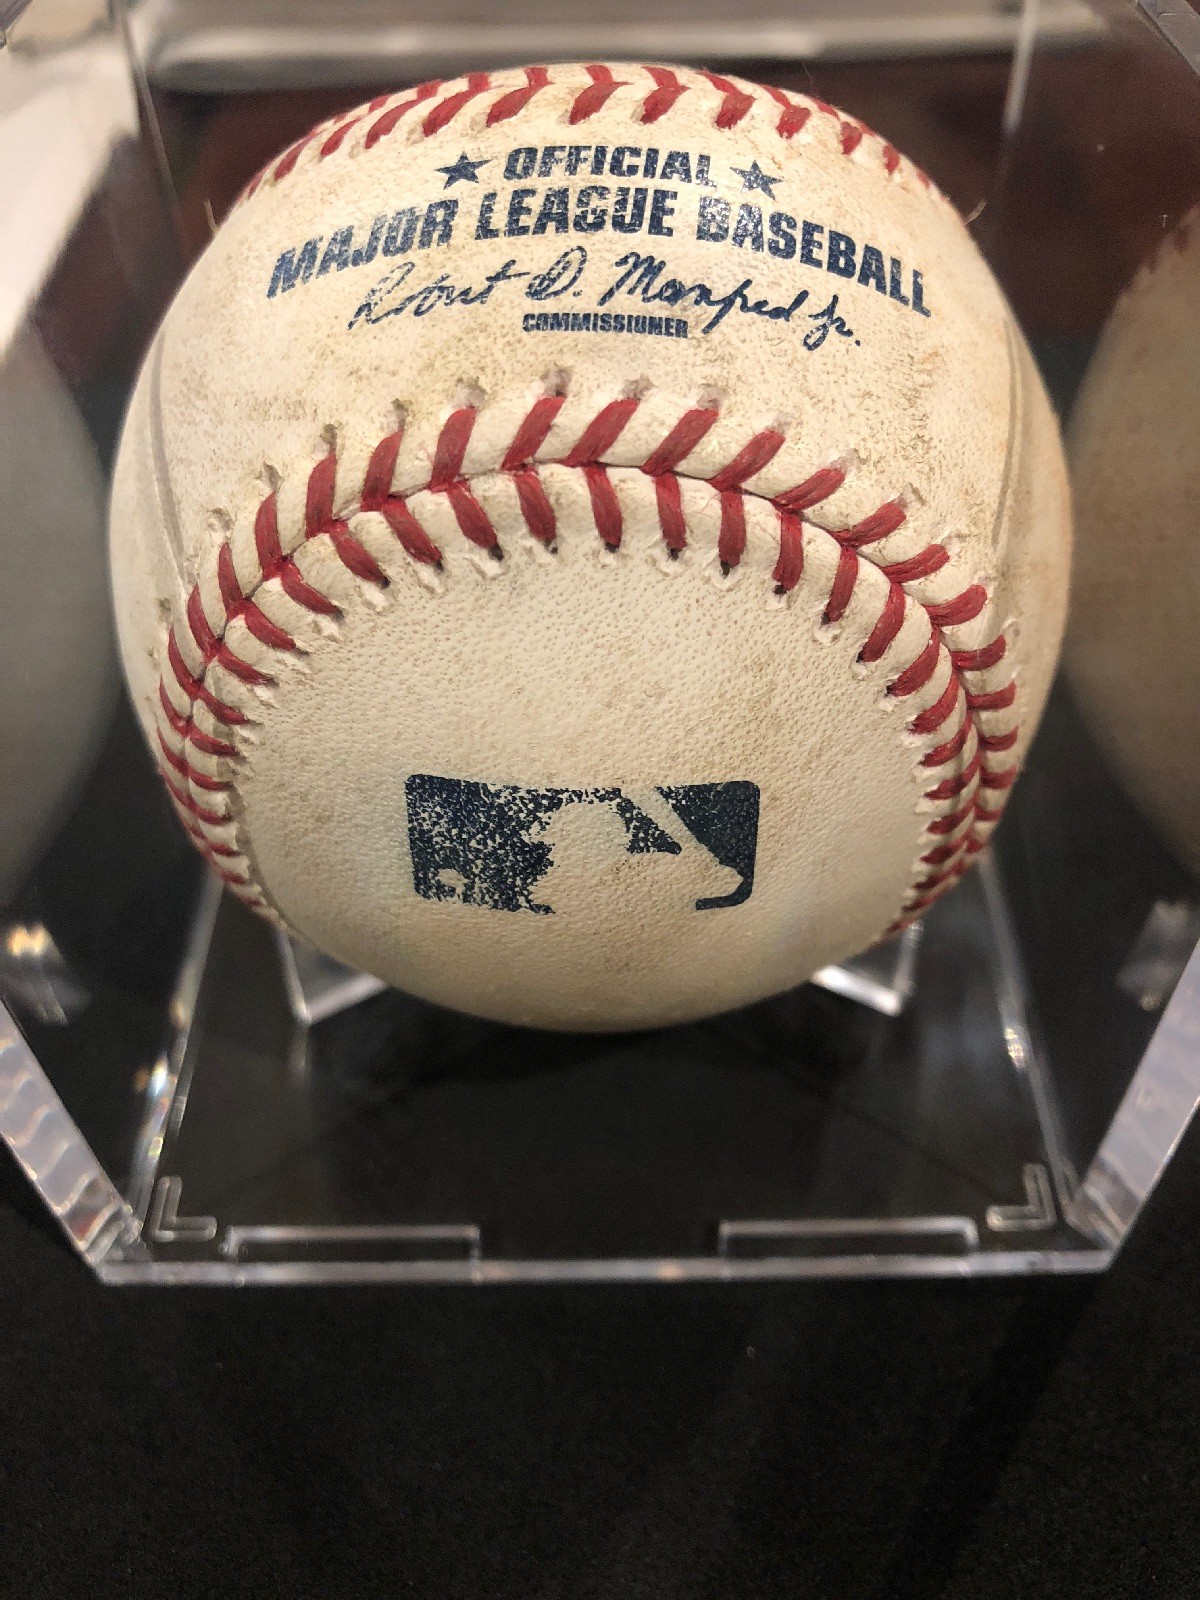 ★ OFFICIAL ★
MAJOR LEAGUE BASEBALL
Robert D. Manfred Jr.
COMMISSIONER